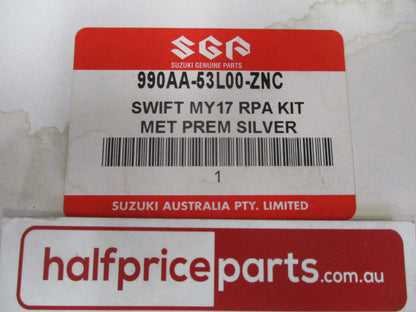 SGP
SUZUKI GENUINE PARTS
990AA-53L00-ZNC
SWIFT MY17 RPA KIT
MET PREM SILVER
1
SUZUKI AUSTRALIA PTY. LIMITED
halfpriceparts.com.au